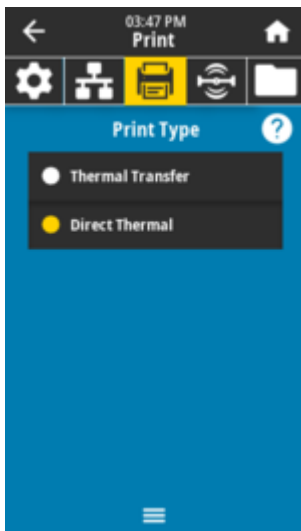 03:47 PM
Print
Print Type
?
Thermal Transfer
Direct Thermal